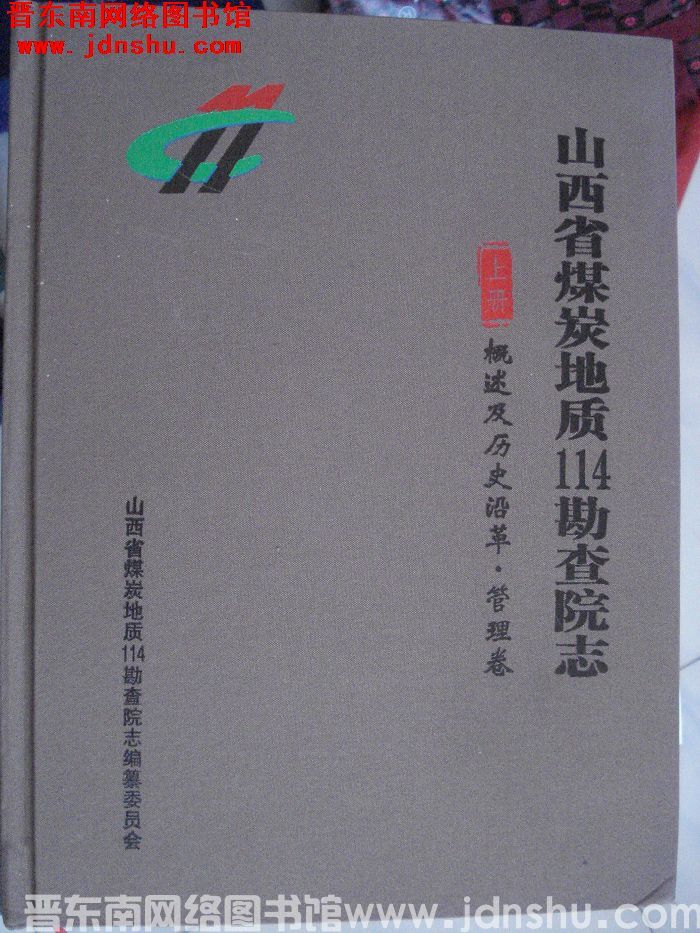 晋东南网络图书馆
www.jdnshu.com
山西省煤炭地质114勘查院志
上册
概述及历史沿革·管理卷
山西省煤炭地质114勘查院志编纂委员会
晋东南网络图书馆www.jdnshu.com